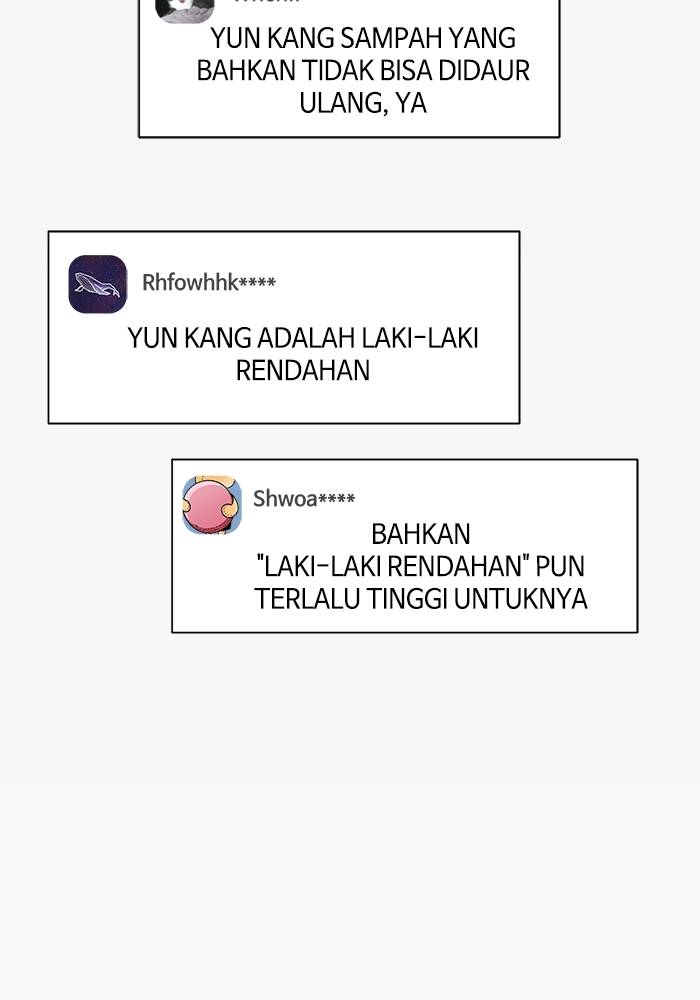 YUN KANG SAMPAH YANG
BAHKAN TIDAK BISA DIDAUR
ULANG, YA
Rhfowhhk****
YUN KANG ADALAH LAKI-LAKI
RENDAHAN
Shwoa****
BAHKAN
"LAKI-LAKI RENDAHAN" PUN
TERLALU TINGGI UNTUKNYA